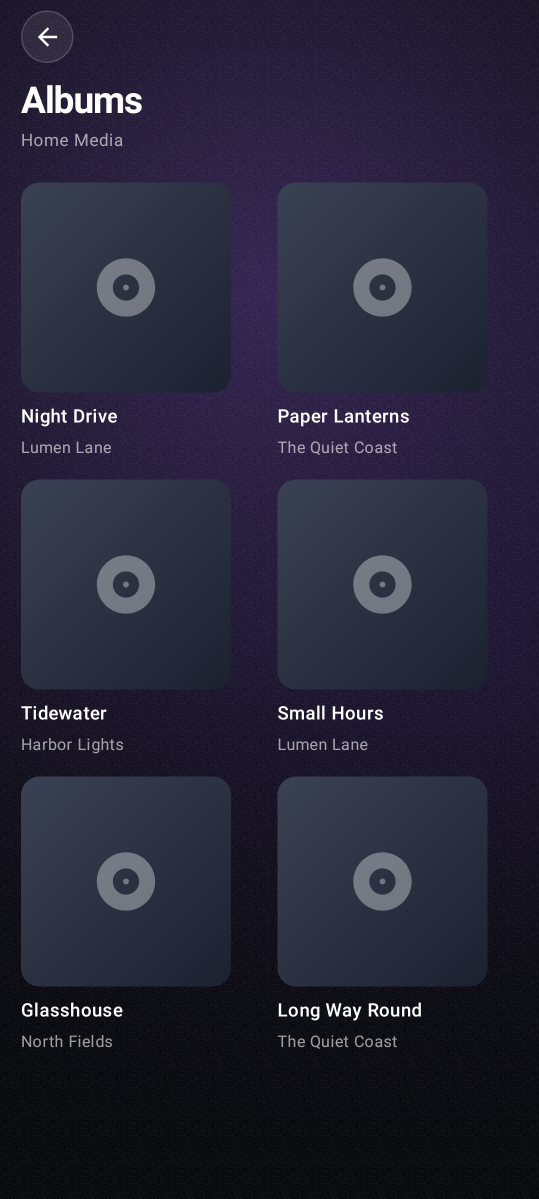 Albums
Home Media
Night Drive
Lumen Lane
Paper Lanterns
The Quiet Coast
Tidewater
Harbor Lights
Small Hours
Lumen Lane
Glasshouse
North Fields
Long Way Round
The Quiet Coast